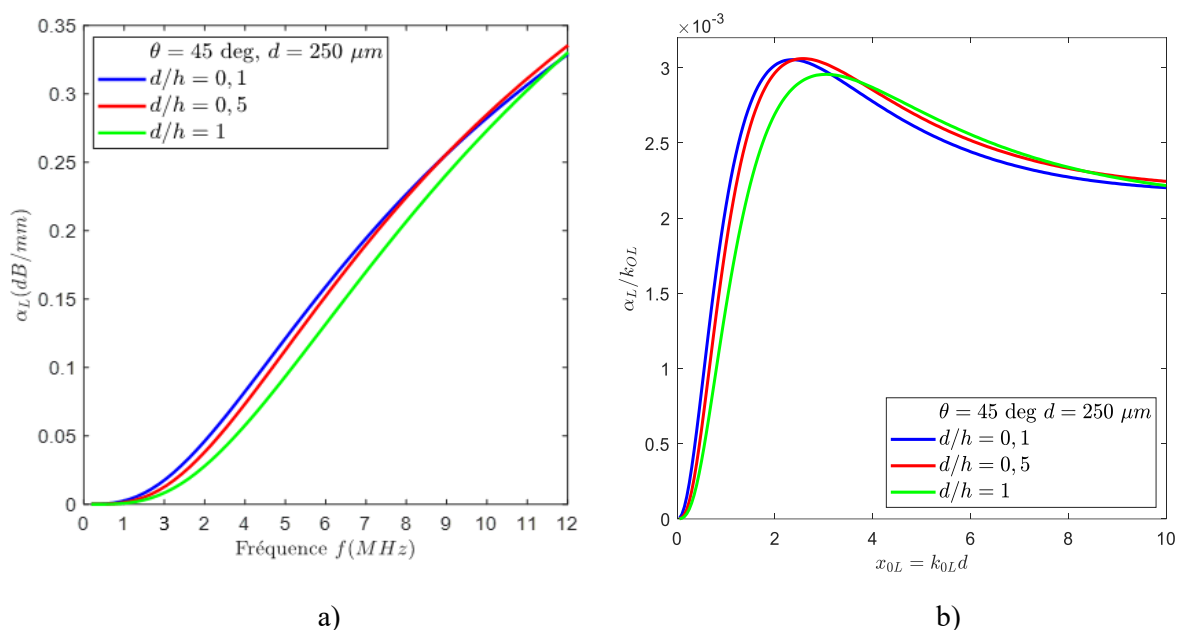 0.35
0.3
0.25
0.2
0.15
0.1
0.05
0
α_L(dB/mm)
θ = 45 deg, d = 250 μm
d/h = 0,1
d/h = 0,5
d/h = 1
0 1 3 2 4 5 6 7 8 9 10 11 12
Fréquence f(MHz)
a)
×10⁻³
3
2.5
2
1.5
1
0.5
0
α_L/k_OL
θ = 45 deg d = 250 μm
d/h = 0,1
d/h = 0,5
d/h = 1
0 2 4 6 8 10
x_0L = k_0Ld
b)